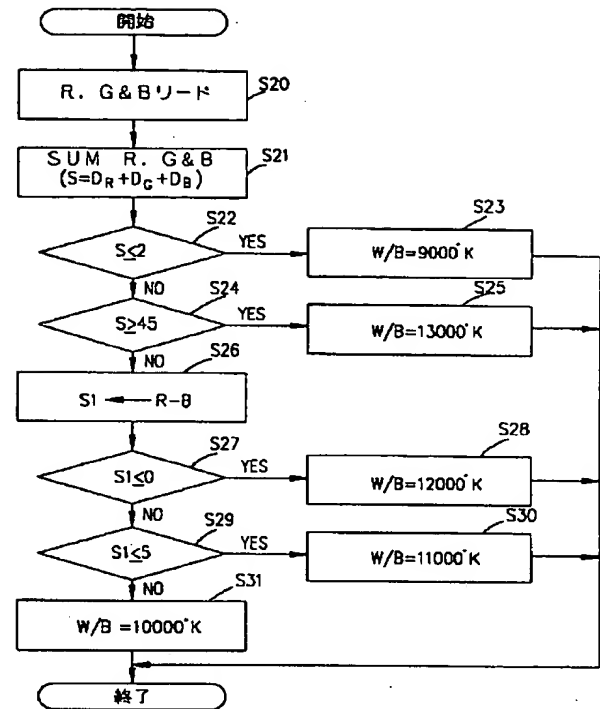 開始
R. G&Bリード
S20
SUM R. G&B
(S=DR+DG+DB)
S21
S≤2
S22
YES
W/B=9000°K
S23
NO
S≥45
S24
YES
W/B=13000°K
S25
NO
S1 ← R-B
S26
S1≤0
S27
YES
W/B=12000°K
S28
NO
S1≤5
S29
YES
W/B=11000°K
S30
NO
W/B =10000°K
S31
終了